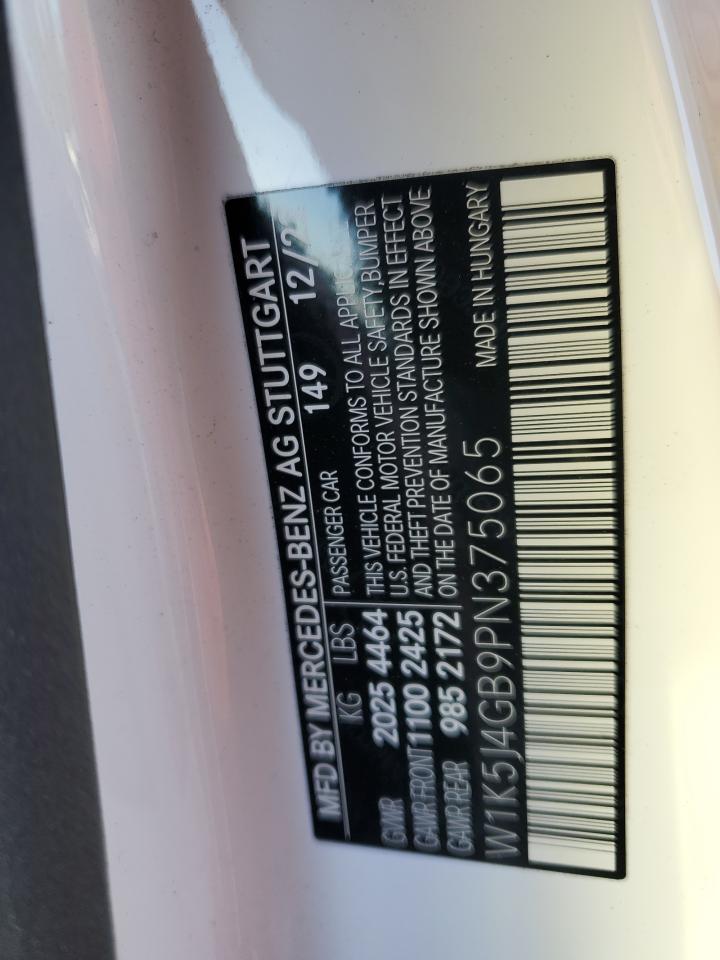 MFD BY MERCEDES-BENZ AG STUTTGART
KG LBS PASSENGER CAR 149
GVWR 2025 4464 THIS VEHICLE CONFORMS TO ALL
GAWR FRONT 1100 2425 U.S. FEDERAL MOTOR VEHICLE SAFETY, BUMPER
GAWR REAR 985 2172 AND THEFT PREVENTION STANDARDS IN EFFECT
ON THE DATE OF MANUFACTURE SHOWN ABOVE
MADE IN HUNGARY
W1K5J4GB9PN375065